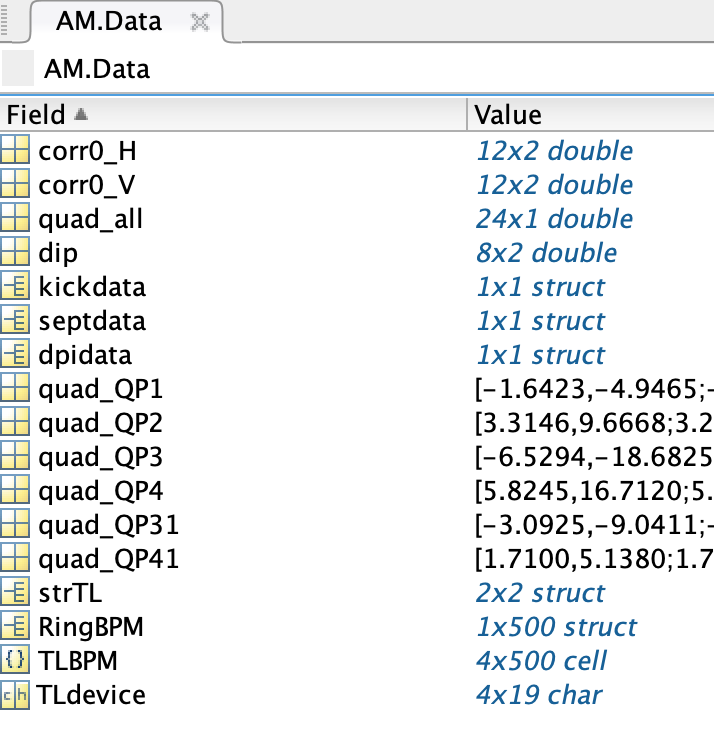 AM.Data
AM.Data
Field Value
corr0_H 12x2 double
corr0_V 12x2 double
quad_all 24x1 double
dip 8x2 double
kickdata 1x1 struct
septdata 1x1 struct
dpidata 1x1 struct
quad_QP1 [-1.6423,-4.9465;-
quad_QP2 [3.3146,9.6668;3.2
quad_QP3 [-6.5294,-18.6825
quad_QP4 [5.8245,16.7120;5.
quad_QP31 [-3.0925,-9.0411;-
quad_QP41 [1.7100,5.1380;1.7
strTL 2x2 struct
RingBPM 1x500 struct
{} TLBPM 4x500 cell
ch TLdevice 4x19 char